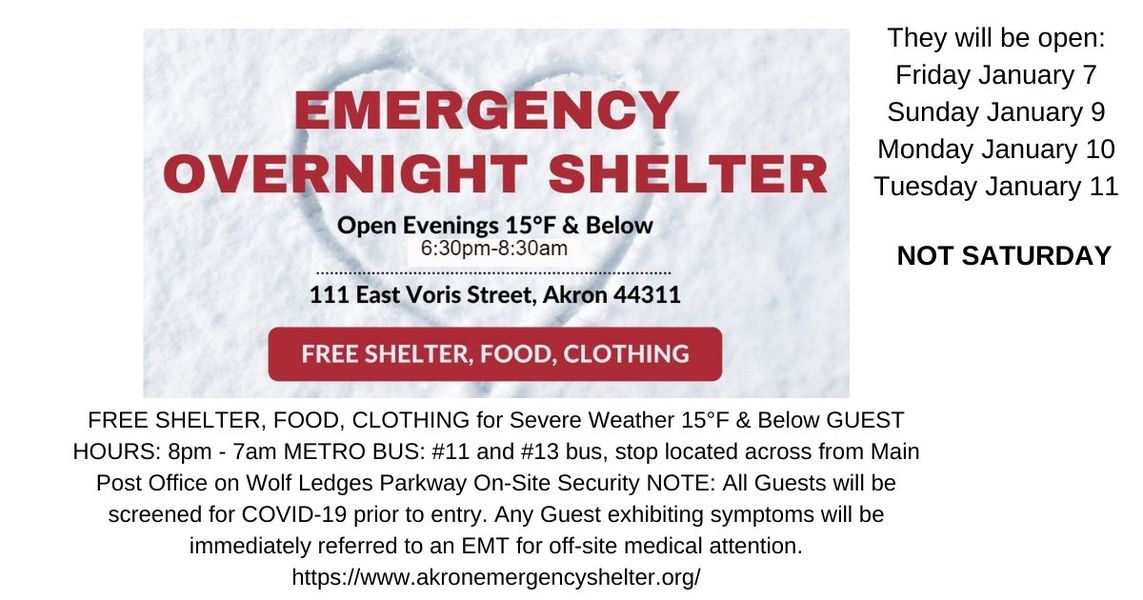 EMERGENCY
OVERNIGHT SHELTER
Open Evenings 15°F & Below
6:30pm-8:30am
111 East Voris Street, Akron 44311
FREE SHELTER, FOOD, CLOTHING
They will be open:
Friday January 7
Sunday January 9
Monday January 10
Tuesday January 11
NOT SATURDAY
FREE SHELTER, FOOD, CLOTHING for Severe Weather 15°F & Below GUEST
HOURS: 8pm - 7am METRO BUS: #11 and #13 bus, stop located across from Main
Post Office on Wolf Ledges Parkway On-Site Security NOTE: All Guests will be
screened for COVID-19 prior to entry. Any Guest exhibiting symptoms will be
immediately referred to an EMT for off-site medical attention.
https://www.akronemergencyshelter.org/